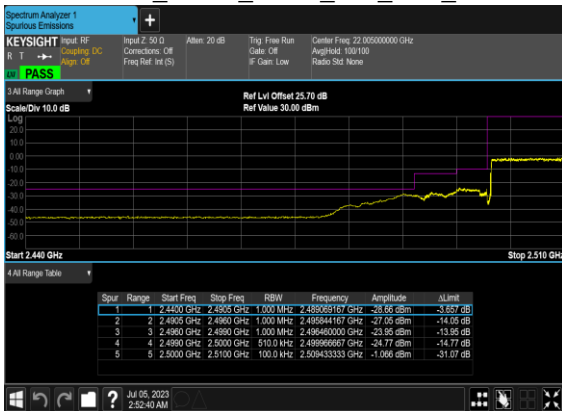 Spectrum Analyzer 1
Spurious Emissions
+
KEYSIGHT Input: RF Input Z: 50 Ω Atten: 20 dB Trig: Free Run Center Freq: 22.005000000 GHz
R T Coupling: DC Corrections: Off Gate: Off Avg|Hold: 100/100
Align: Off Freq Ref: Int (S) IF Gain: Low Radio Std: None
PASS
3 All Range Graph Ref Lvl Offset 25.70 dB
Scale/Div 10.0 dB Ref Value 30.00 dBm
Log
20.0
10.0
0.00
-10.0
-20.0
-30.0
-40.0
-50.0
-60.0
Start 2.440 GHz Stop 2.510 GHz
4 All Range Table
Spur Range Start Freq Stop Freq RBW Frequency Amplitude ΔLimit
1 1 2.4400 GHz 2.4905 GHz 1.000 MHz 2.489069167 GHz -28.66 dBm -3.657 dB
2 2 2.4905 GHz 2.4960 GHz 1.000 MHz 2.495844167 GHz -27.05 dBm -14.05 dB
3 3 2.4960 GHz 2.4990 GHz 1.000 MHz 2.496460000 GHz -23.95 dBm -13.95 dB
4 4 2.4990 GHz 2.5000 GHz 510.0 kHz 2.499966667 GHz -24.77 dBm -14.77 dB
5 5 2.5000 GHz 2.5100 GHz 100.0 kHz 2.509433333 GHz -1.066 dBm -31.07 dB
? Jul 05, 2023
2:52:40 AM